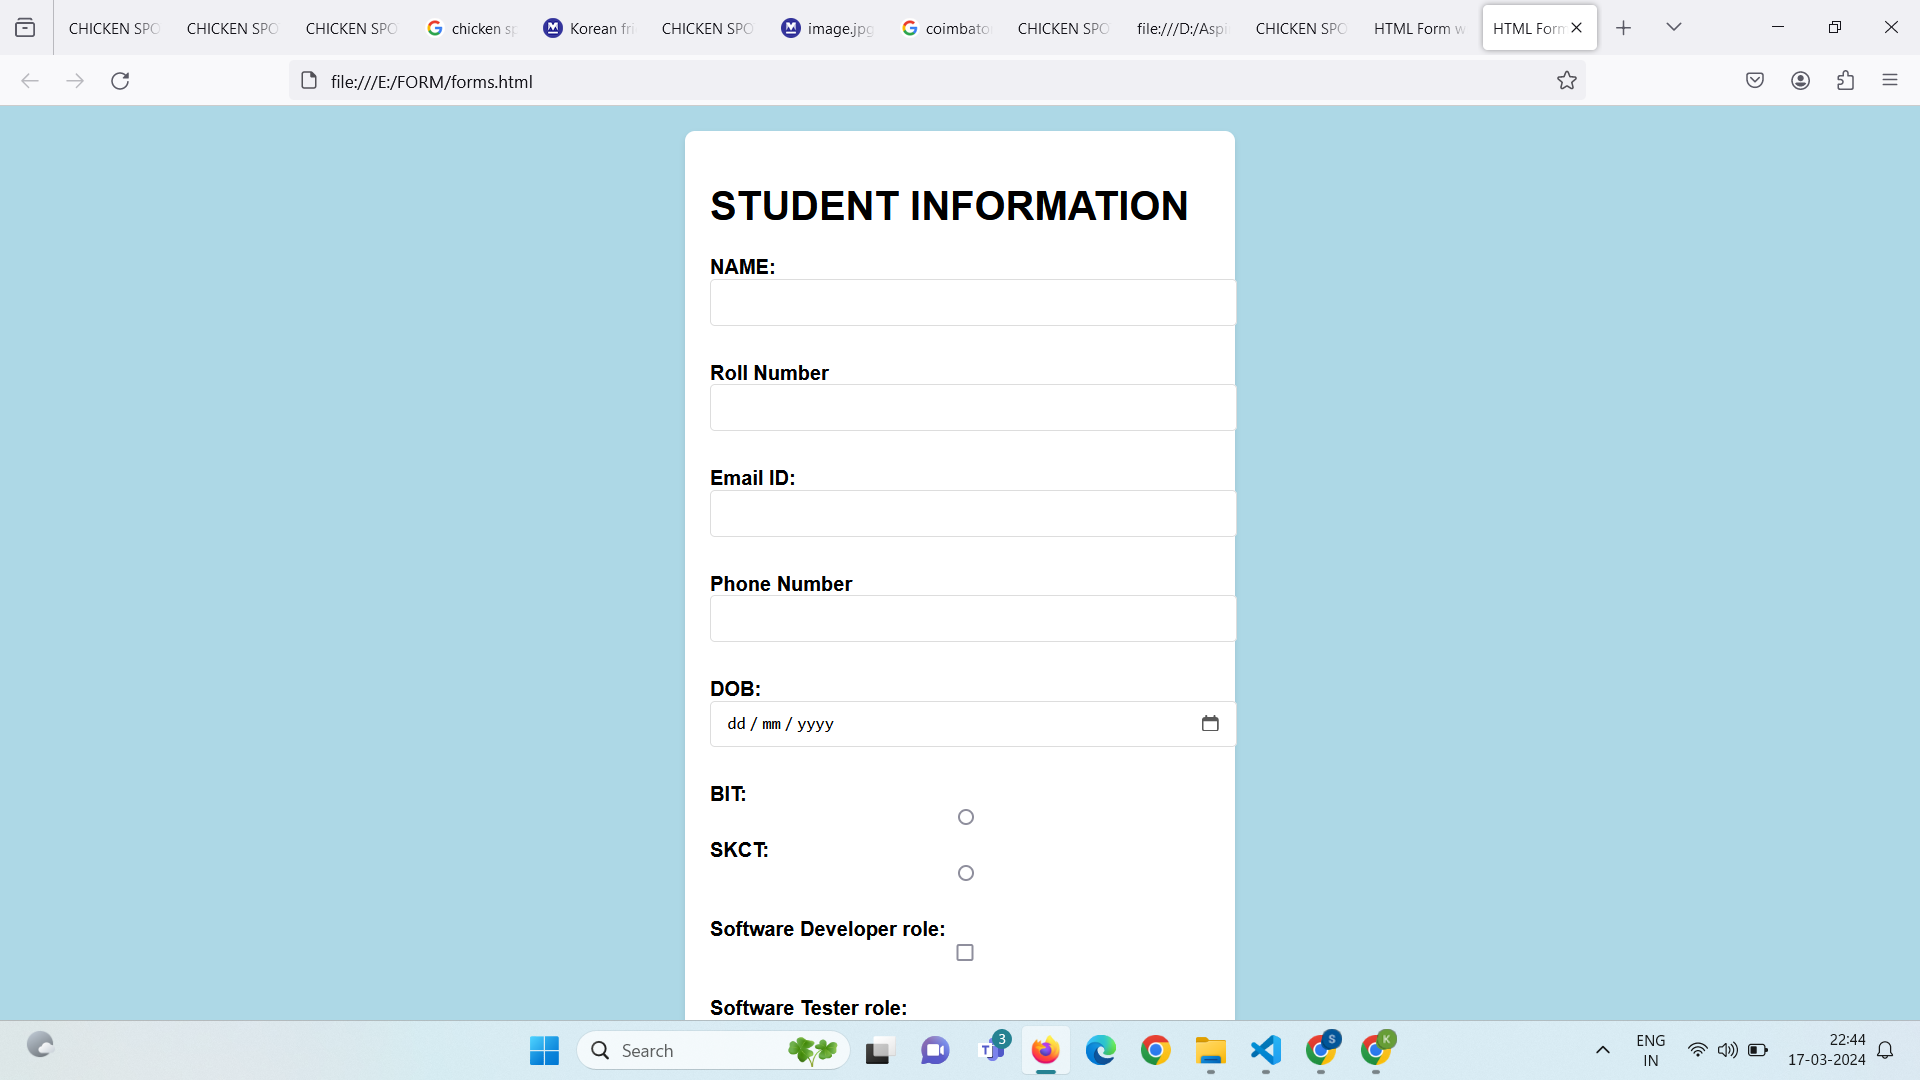 CHICKEN SPO
CHICKEN SPO
CHICKEN SPO
chicken sp
Korean fri
CHICKEN SPO
image.jpg
coimbator
CHICKEN SPO
file:///D:/Aspi
CHICKEN SPO
HTML Form w
HTML Form
file:///E:/FORM/forms.html
STUDENT INFORMATION
NAME:
Roll Number
Email ID:
Phone Number
DOB:
dd / mm / yyyy
BIT:
SKCT:
Software Developer role:
Software Tester role:
Search
3
S
K
ENG
IN
22:44
17-03-2024